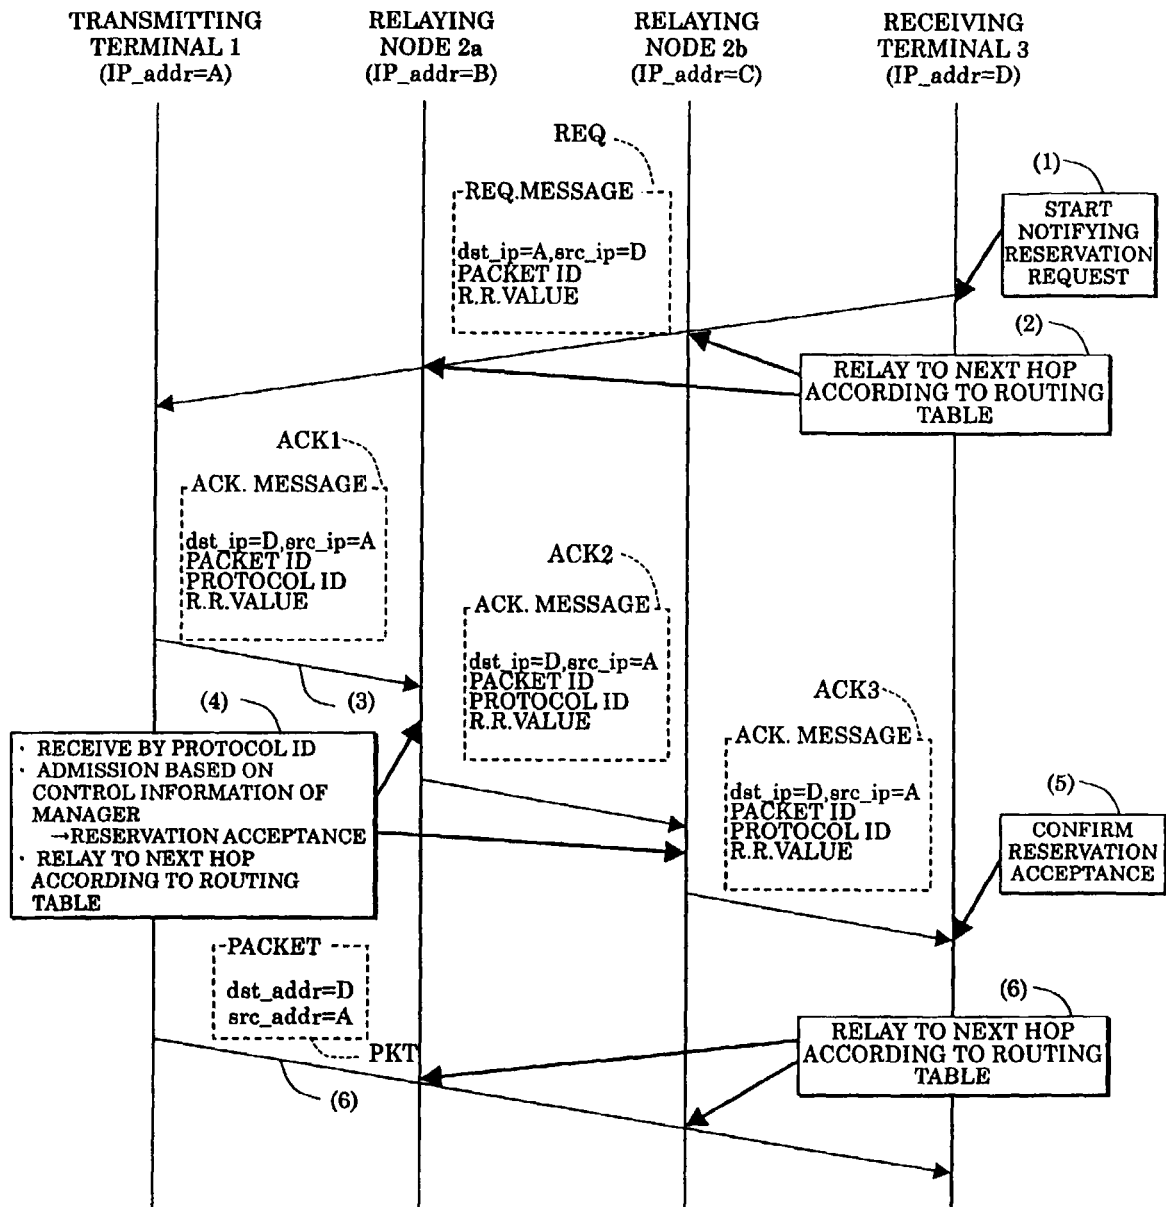 TRANSMITTING
TERMINAL 1
(IP_addr=A)
RELAYING
NODE 2a
(IP_addr=B)
RELAYING
NODE 2b
(IP_addr=C)
RECEIVING
TERMINAL 3
(IP_addr=D)
REQ
REQ.MESSAGE
dst_ip=A,src_ip=D
PACKET ID
R.R.VALUE
(1)
START
NOTIFYING
RESERVATION
REQUEST
(2)
RELAY TO NEXT HOP
ACCORDING TO ROUTING
TABLE
ACK1
ACK. MESSAGE
dst_ip=D,src_ip=A
PACKET ID
PROTOCOL ID
R.R.VALUE
(3)
ACK2
ACK. MESSAGE
dst_ip=D,src_ip=A
PACKET ID
PROTOCOL ID
R.R.VALUE
(4)
· RECEIVE BY PROTOCOL ID
· ADMISSION BASED ON
CONTROL INFORMATION OF
MANAGER
→RESERVATION ACCEPTANCE
· RELAY TO NEXT HOP
ACCORDING TO ROUTING
TABLE
ACK3
ACK. MESSAGE
dst_ip=D,src_ip=A
PACKET ID
PROTOCOL ID
R.R.VALUE
(5)
CONFIRM
RESERVATION
ACCEPTANCE
PACKET
dst_addr=D
src_addr=A
PKT
(6)
(6)
RELAY TO NEXT HOP
ACCORDING TO ROUTING
TABLE